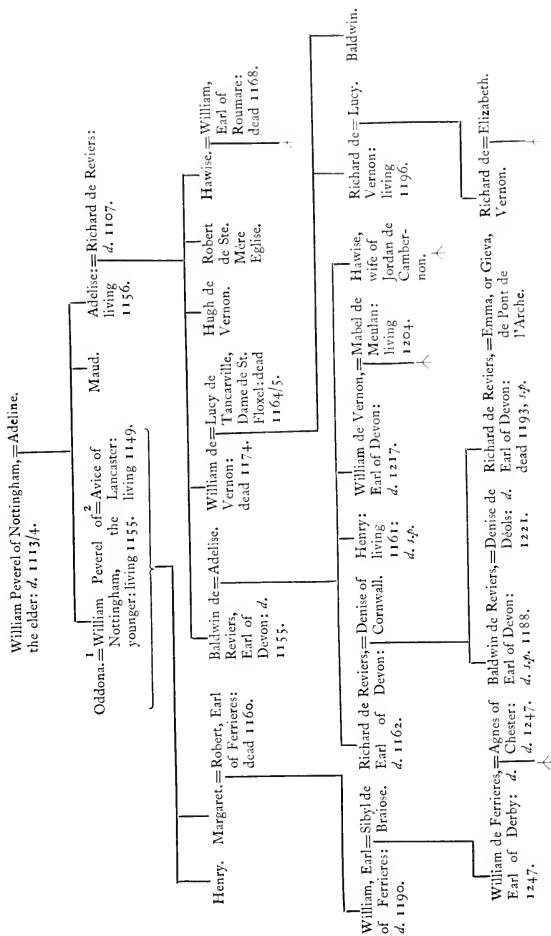 William Peverel of Nottingham,=Adeline.
the elder: d. 1113/4.
Oddona.=1 William Peverel of 2=Avice of
Nottingham, the Lancaster:
younger: living 1155. living 1149.
Maud.
Adelise:=Richard de Reviers:
living d. 1107.
1156.
Henry.
Margaret.=Robert, Earl
of Ferrieres:
dead 1160.
Baldwin de=Adelise.
Reviers,
Earl of
Devon: d.
1155.
William de=Lucy de
Vernon: Tancarville,
dead 1174. Dame de St.
Floxel: dead
1164/5.
Hugh de
Vernon.
Robert
de Ste.
Mère
Eglise.
Hawise.=William,
Earl of
Roumare:
dead 1168.
William, Earl=Sibyl de
of Ferrieres: Braiose.
d. 1190.
Richard de Reviers,=Denise of
Earl of Devon: Cornwall.
d. 1162.
Henry:
living
1161:
d. s.p.
William de Vernon,=Mabel de
Earl of Devon: Meulan:
d. 1217. living
1204.
Hawise,
wife of
Jordan de
Camber-
non.
Richard de=Lucy.
Vernon:
living
1196.
Baldwin.
William de Ferrieres,=Agnes of
Earl of Derby: d. Chester: d.
1247. d. 1247.
Baldwin de Reviers,=Denise de
Earl of Devon: Déols: d.
d. s.p. 1188. 1221.
Richard de Reviers,=Emma, or Gieva,
Earl of Devon: de Pont de
dead 1193, s.p. l'Arche.
Richard de=Elizabeth.
Vernon.